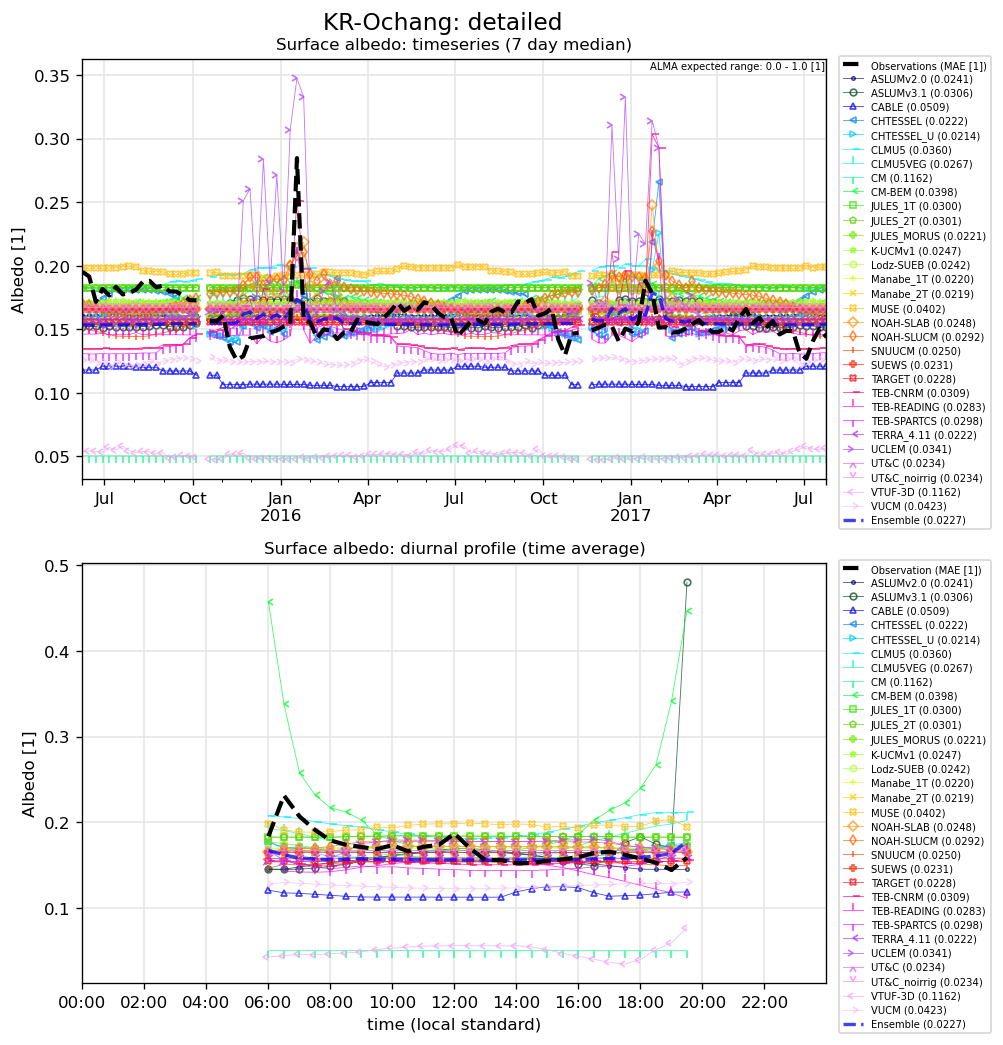 KR-Ochang: detailed
Surface albedo: timeseries (7 day median)
ALMA expected range: 0.0 - 1.0 [1]
Albedo [1]
0.35
0.30
0.25
0.20
0.15
0.10
0.05
Jul
Oct
Jan
2016
Apr
Jul
Oct
Jan
2017
Apr
Jul
Observations (MAE [1])
ASLUMv2.0 (0.0241)
ASLUMv3.1 (0.0306)
CABLE (0.0509)
CHTESSEL (0.0222)
CHTESSEL_U (0.0214)
CLMU5 (0.0360)
CLMU5VEG (0.0267)
CM (0.1162)
CM-BEM (0.0398)
JULES_1T (0.0300)
JULES_2T (0.0301)
JULES_MORUS (0.0221)
K-UCMv1 (0.0247)
Lodz-SUEB (0.0242)
Manabe_1T (0.0220)
Manabe_2T (0.0219)
MUSE (0.0402)
NOAH-SLAB (0.0248)
NOAH-SLUCM (0.0292)
SNUUCM (0.0250)
SUEWS (0.0231)
TARGET (0.0228)
TEB-CNRM (0.0309)
TEB-READING (0.0283)
TEB-SPARTCS (0.0298)
TERRA_4.11 (0.0222)
UCLEM (0.0341)
UT&C (0.0234)
UT&C_noirrig (0.0234)
VTUF-3D (0.1162)
VUCM (0.0423)
Ensemble (0.0227)
Surface albedo: diurnal profile (time average)
Albedo [1]
0.5
0.4
0.3
0.2
0.1
00:00
02:00
04:00
06:00
08:00
10:00
12:00
14:00
16:00
18:00
20:00
22:00
time (local standard)
Observation (MAE [1])
ASLUMv2.0 (0.0241)
ASLUMv3.1 (0.0306)
CABLE (0.0509)
CHTESSEL (0.0222)
CHTESSEL_U (0.0214)
CLMU5 (0.0360)
CLMU5VEG (0.0267)
CM (0.1162)
CM-BEM (0.0398)
JULES_1T (0.0300)
JULES_2T (0.0301)
JULES_MORUS (0.0221)
K-UCMv1 (0.0247)
Lodz-SUEB (0.0242)
Manabe_1T (0.0220)
Manabe_2T (0.0219)
MUSE (0.0402)
NOAH-SLAB (0.0248)
NOAH-SLUCM (0.0292)
SNUUCM (0.0250)
SUEWS (0.0231)
TARGET (0.0228)
TEB-CNRM (0.0309)
TEB-READING (0.0283)
TEB-SPARTCS (0.0298)
TERRA_4.11 (0.0222)
UCLEM (0.0341)
UT&C (0.0234)
UT&C_noirrig (0.0234)
VTUF-3D (0.1162)
VUCM (0.0423)
Ensemble (0.0227)